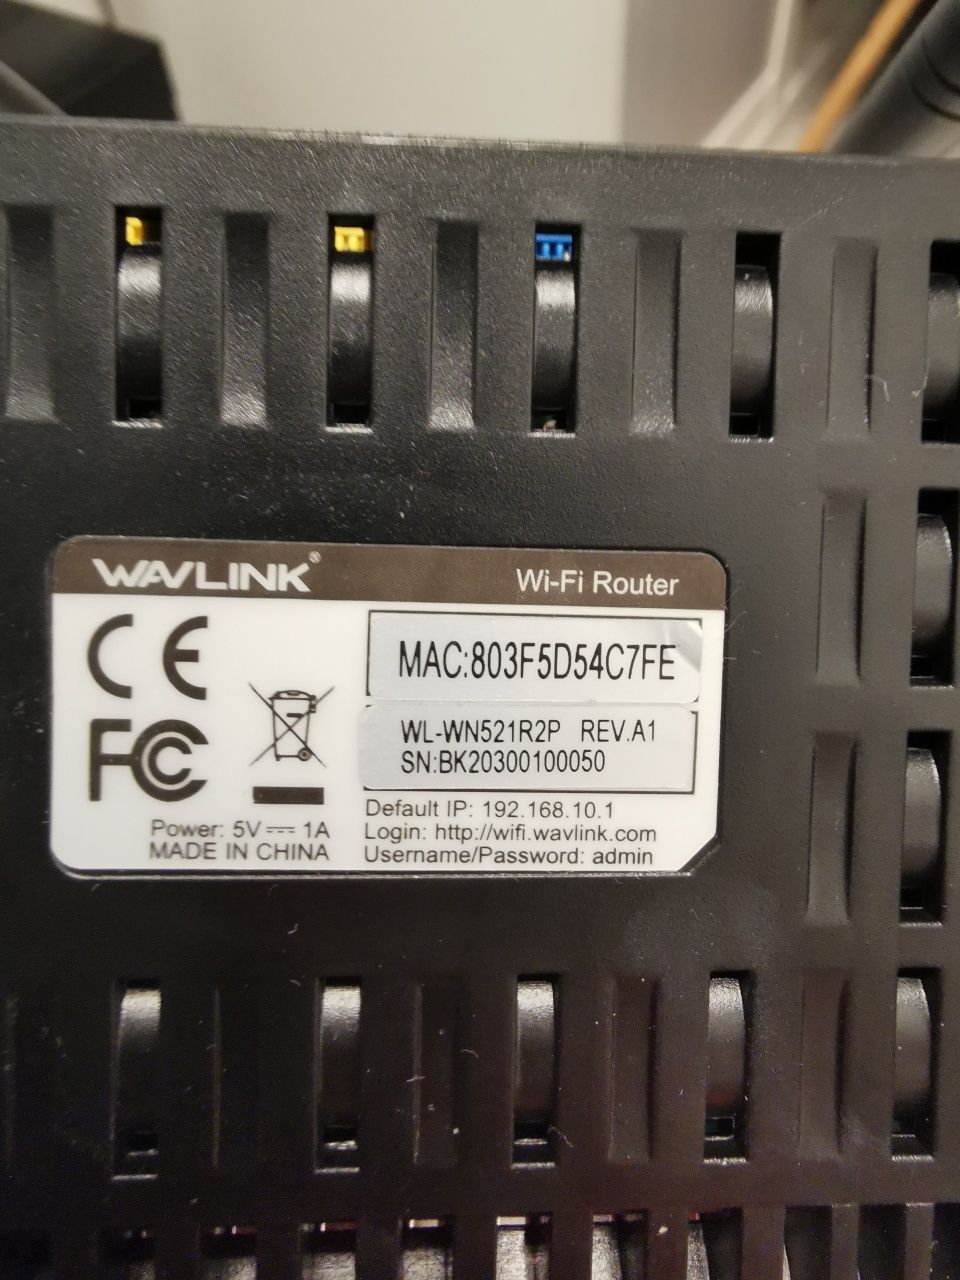 WAVLINK®
Wi-Fi Router
CE
FC
MAC:803F5D54C7FE
WL-WN521R2P REV.A1
SN:BK20300100050
Default IP: 192.168.10.1
Login: http://wifi.wavlink.com
Username/Password: admin
Power: 5V⎓1A
MADE IN CHINA